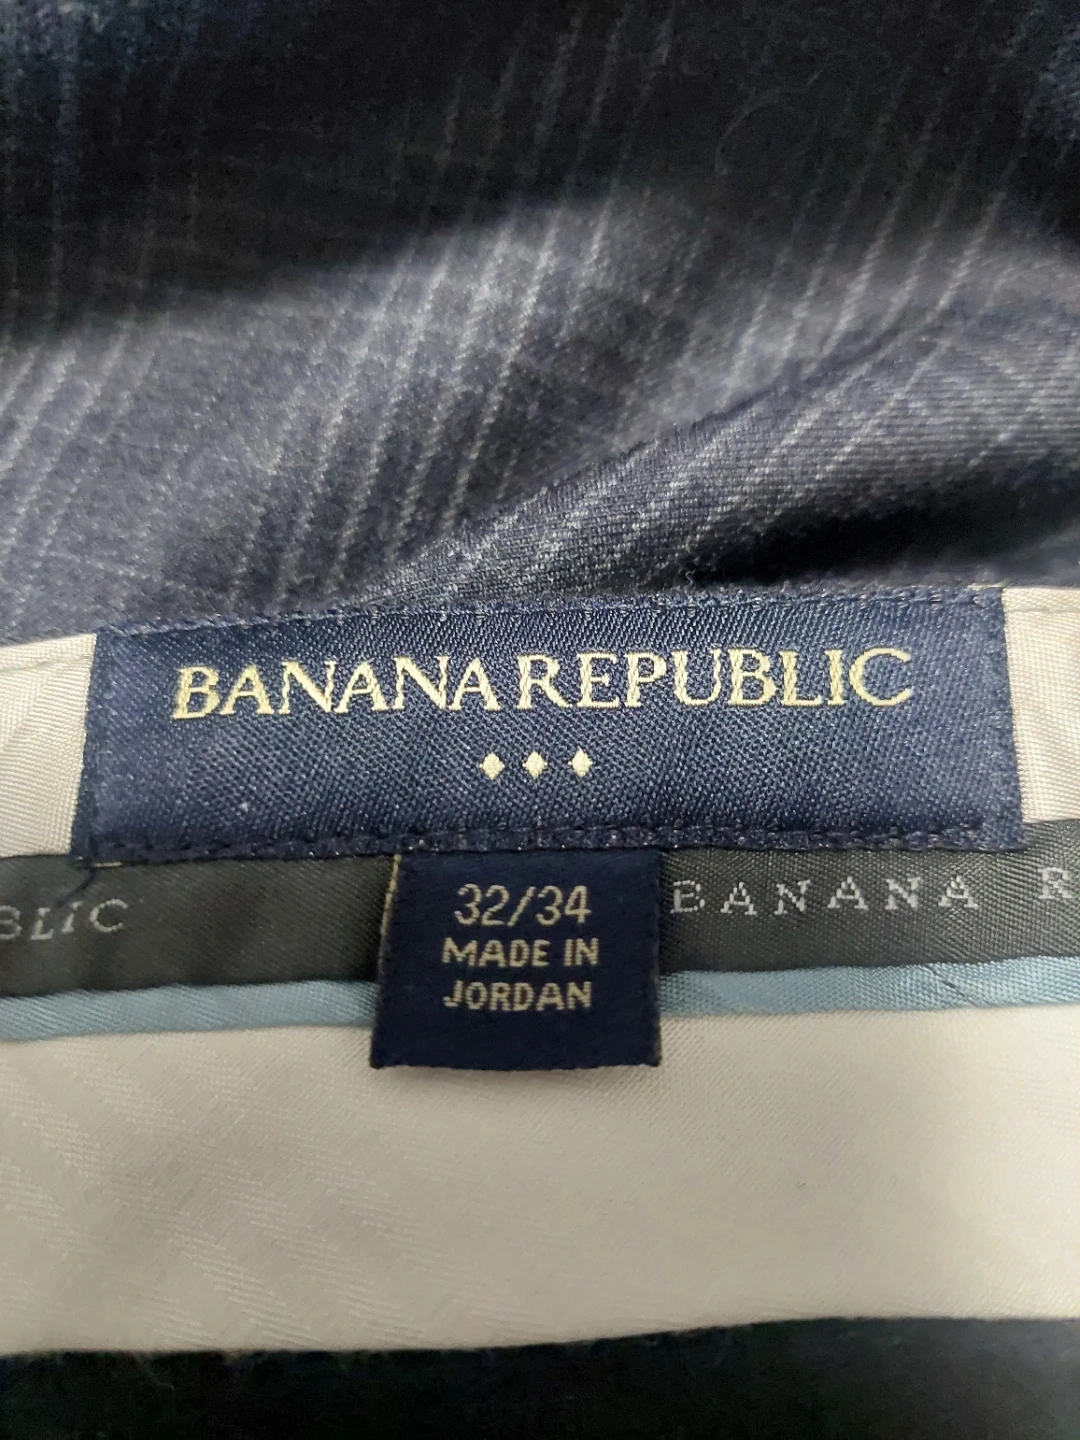 BANANA REPUBLIC
32/34
MADE IN
JORDAN
BLIC
BANANA R